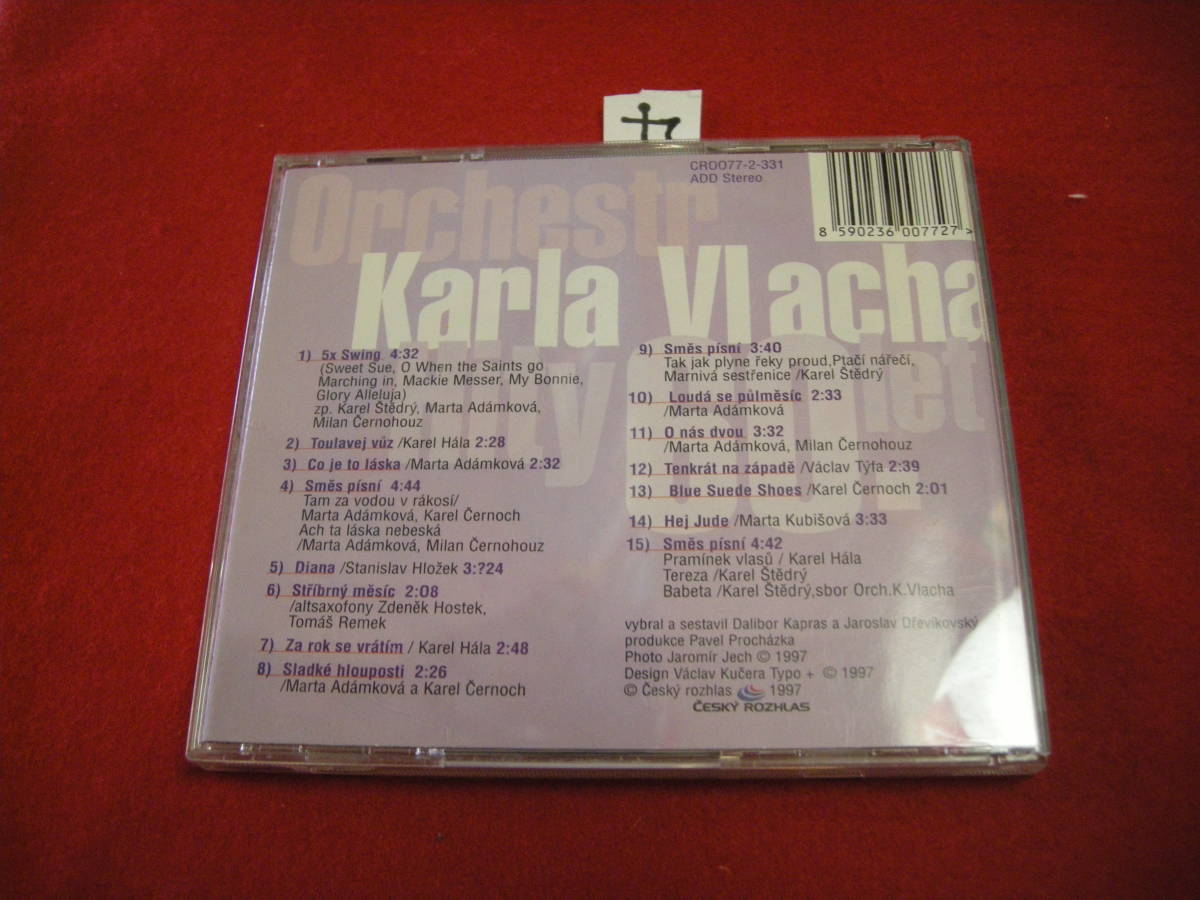 CR0077-2-331
ADD Stereo
8 590236 007727 >
Orchestr
Karla Vlacha
Hity 60. let
1) 5x Swing 4:32
(Sweet Sue, O When the Saints go
Marching in, Mackie Messer, My Bonnie,
Glory Alleluja)
zp. Karel Štědrý, Marta Adámková,
Milan Černohouz
2) Toulavej vůz /Karel Hála 2:28
3) Co je to láska /Marta Adámková 2:32
4) Směs písní 4:44
Tam za vodou v rákosí/
Marta Adámková, Karel Černoch
Ach ta láska nebeská
/Marta Adámková, Milan Černohouz
5) Diana /Stanislav Hložek 3:?24
6) Stříbrný měsíc 2:08
/altsaxofony Zdeněk Hostek,
Tomáš Remek
7) Za rok se vrátím / Karel Hála 2:48
8) Sladké hlouposti 2:26
/Marta Adámková a Karel Černoch
9) Směs písní 3:40
Tak jak plyne řeky proud,Ptačí nářečí,
Marnivá sestřenice /Karel Štědrý
10) Loudá se půlměsíc 2:33
/Marta Adámková
11) O nás dvou 3:32
/Marta Adámková, Milan Černohouz
12) Tenkrát na západě /Václav Týfa 2:39
13) Blue Suede Shoes /Karel Černoch 2:01
14) Hej Jude /Marta Kubišová 3:33
15) Směs písní 4:42
Pramínek vlasů / Karel Hála
Tereza /Karel Štědrý
Babeta /Karel Štědrý,sbor Orch.K.Vlacha
vybral a sestavil Dalibor Kapras a Jaroslav Dřevikovský
produkce Pavel Procházka
Photo Jaromír Jech © 1997
Design Václav Kučera Typo + © 1997
© Český rozhlas 1997
ČESKÝ ROZHLAS